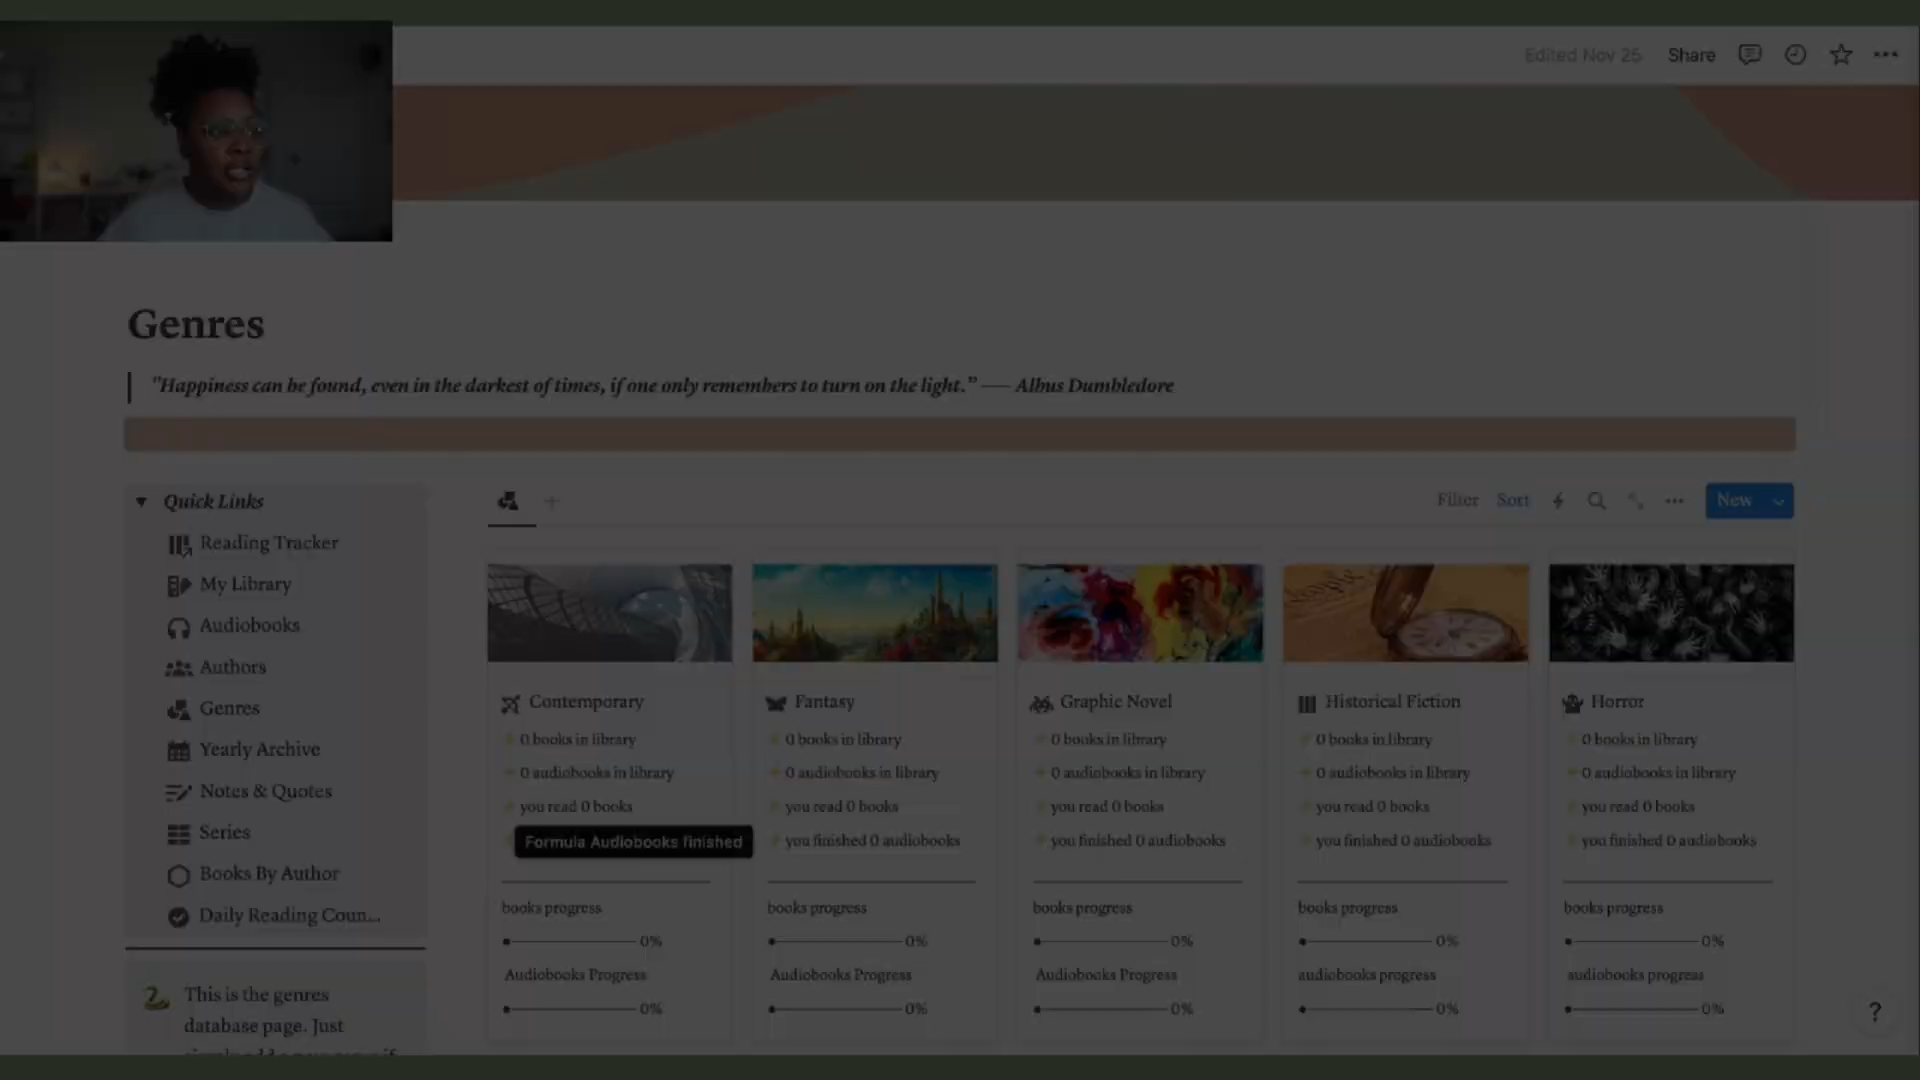 Edited Nov 25 Share
Genres
"Happiness can be found, even in the darkest of times, if one only remembers to turn on the light." — Albus Dumbledore
Quick Links
Reading Tracker
My Library
Audiobooks
Authors
Genres
Yearly Archive
Notes & Quotes
Series
Books By Author
Daily Reading Coun...
This is the genres
database page. Just
Filter Sort New
Contemporary
0 books in library
0 audiobooks in library
you read 0 books
Formula Audiobooks finished
books progress
0%
Audiobooks Progress
0%
Fantasy
0 books in library
0 audiobooks in library
you read 0 books
you finished 0 audiobooks
books progress
0%
Audiobooks Progress
0%
Graphic Novel
0 books in library
0 audiobooks in library
you read 0 books
you finished 0 audiobooks
books progress
0%
Audiobooks Progress
0%
Historical Fiction
0 books in library
0 audiobooks in library
you read 0 books
you finished 0 audiobooks
books progress
0%
audiobooks progress
0%
Horror
0 books in library
0 audiobooks in library
you read 0 books
you finished 0 audiobooks
books progress
0%
audiobooks progress
0%
?